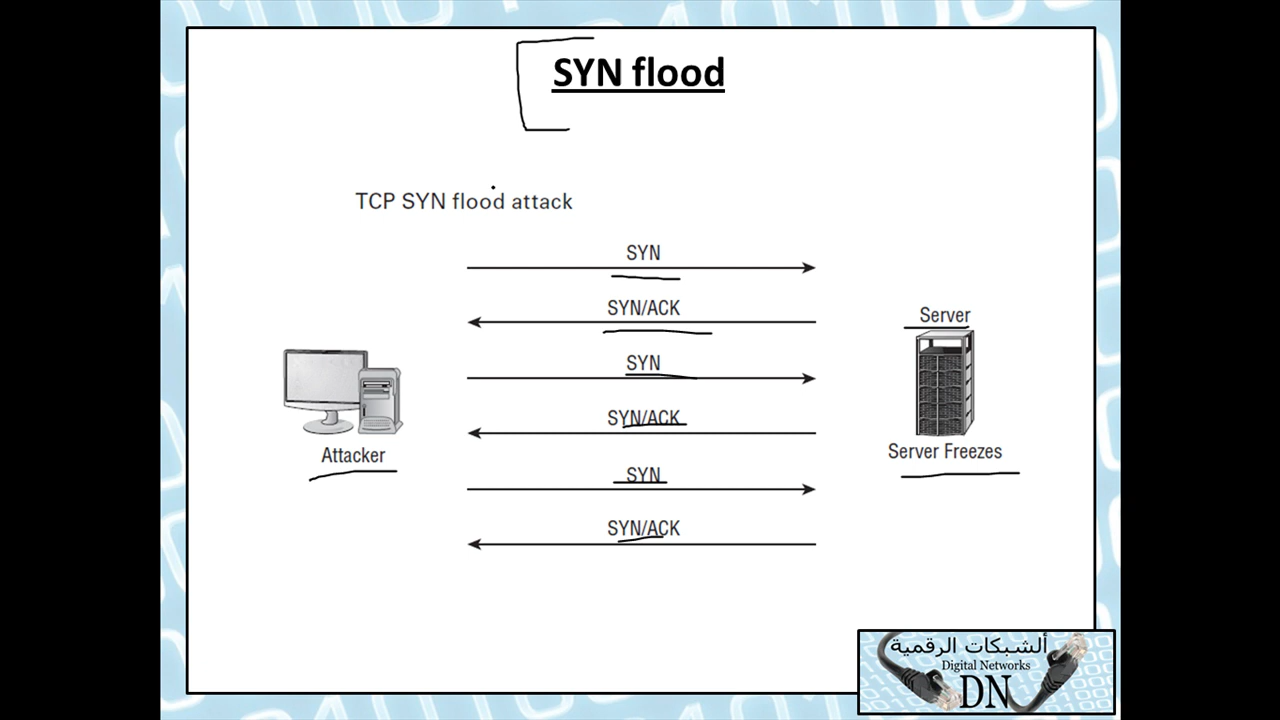 SYN flood
TCP SYN flood attack
SYN
SYN/ACK
Server
SYN
SYN/ACK
Attacker
Server Freezes
SYN
SYN/ACK
ألشبكات الرقمية
Digital Networks
DN